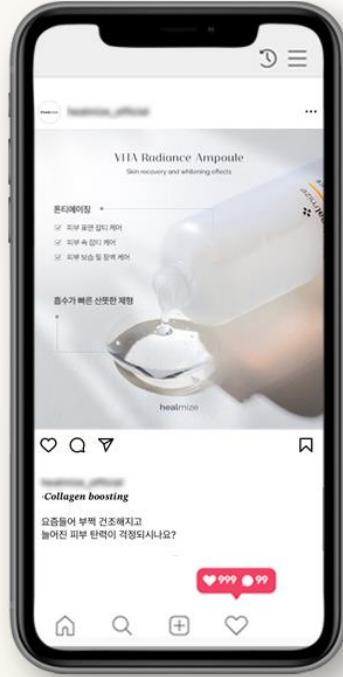 VITA Radiance Ampoule
Skin recovery and whitening effects
톤티에이징
피부 표면 잡티 케어
피부 속 잡티 케어
피부 보습 및 장벽 케어
흡수가 빠른 산뜻한 제형
healmize
·Collagen boosting
요즘들어 부쩍 건조해지고
늘어진 피부 탄력이 걱정되시나요?
999 99